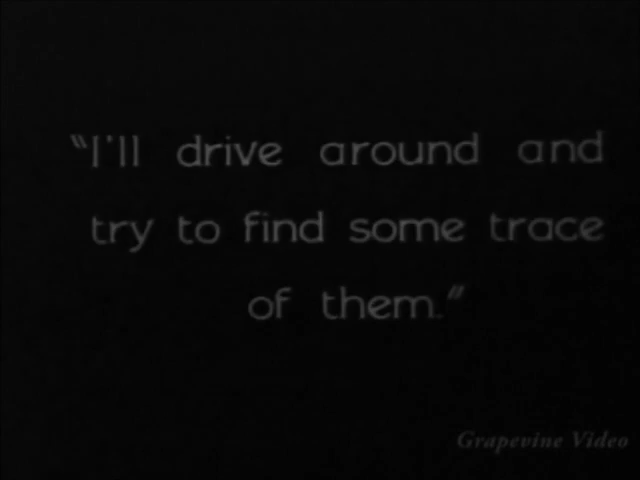 "I'll drive around and
try to find some trace
of them."
Grapevine Video